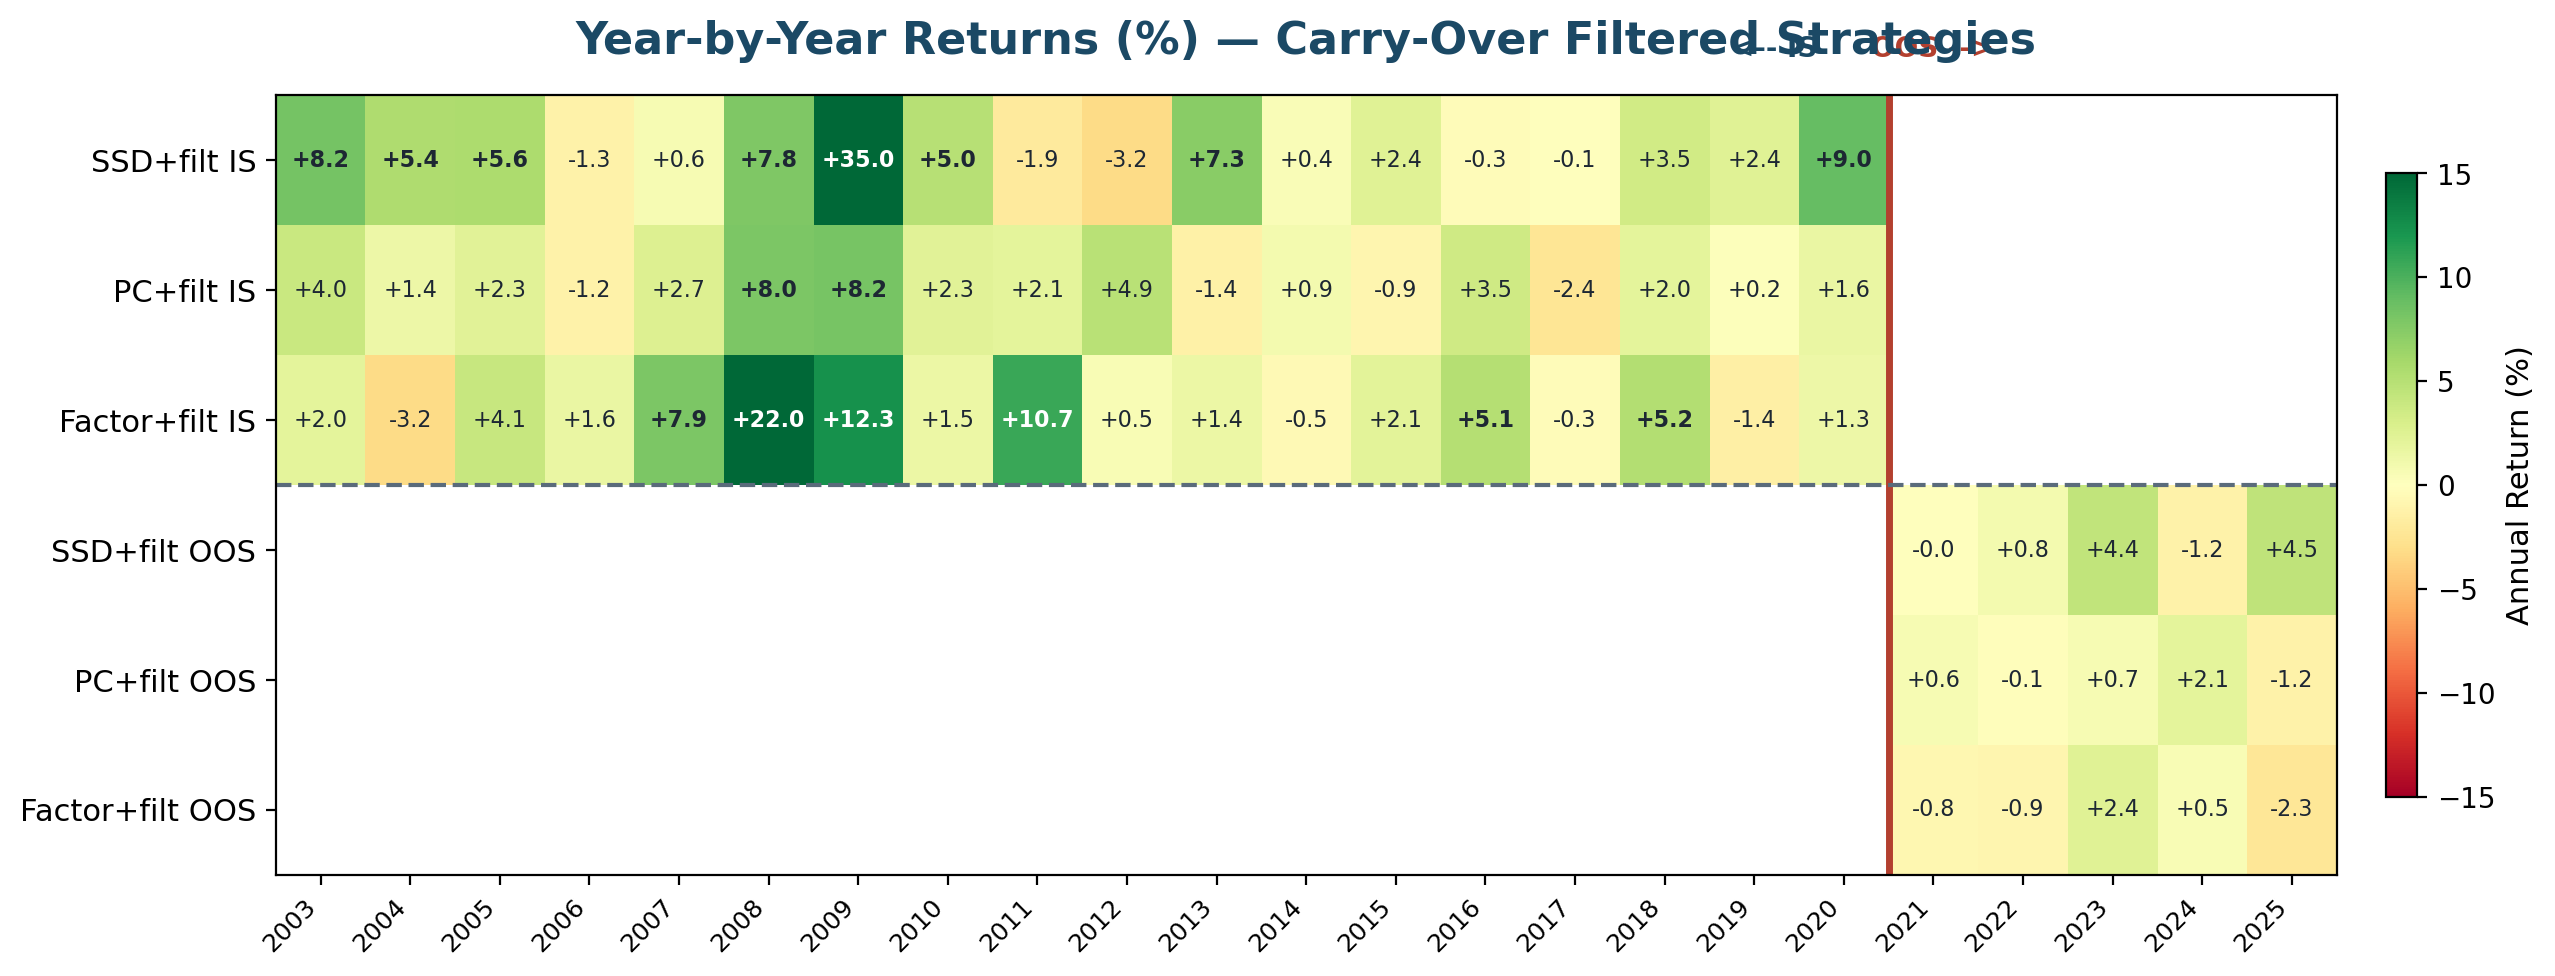 Year-by-Year Returns (%) — Carry-Over Filtered Strategies
<-- IS OOS -->
SSD+filt IS +8.2 +5.4 +5.6 -1.3 +0.6 +7.8 +35.0 +5.0 -1.9 -3.2 +7.3 +0.4 +2.4 -0.3 -0.1 +3.5 +2.4 +9.0
PC+filt IS +4.0 +1.4 +2.3 -1.2 +2.7 +8.0 +8.2 +2.3 +2.1 +4.9 -1.4 +0.9 -0.9 +3.5 -2.4 +2.0 +0.2 +1.6
Factor+filt IS +2.0 -3.2 +4.1 +1.6 +7.9 +22.0 +12.3 +1.5 +10.7 +0.5 +1.4 -0.5 +2.1 +5.1 -0.3 +5.2 -1.4 +1.3
SSD+filt OOS -0.0 +0.8 +4.4 -1.2 +4.5
PC+filt OOS +0.6 -0.1 +0.7 +2.1 -1.2
Factor+filt OOS -0.8 -0.9 +2.4 +0.5 -2.3
2003 2004 2005 2006 2007 2008 2009 2010 2011 2012 2013 2014 2015 2016 2017 2018 2019 2020 2021 2022 2023 2024 2025
15
10
5
0
−5
−10
−15
Annual Return (%)